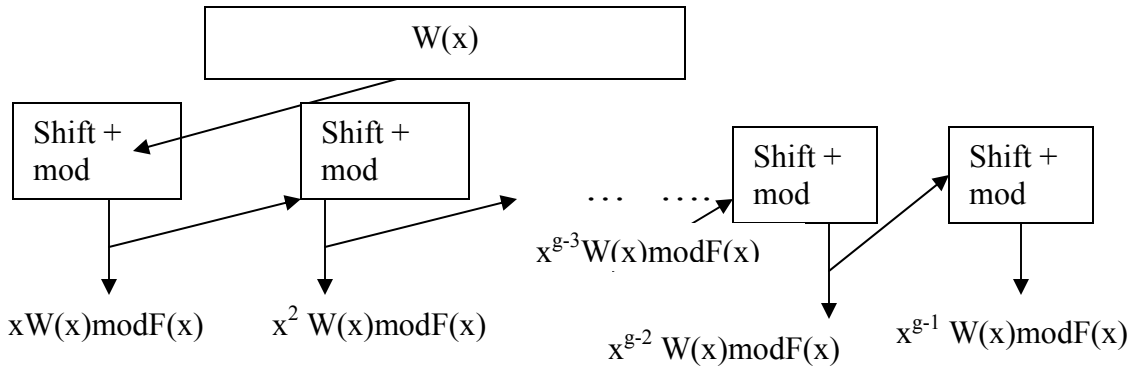 W(x)
Shift +
mod
Shift +
mod
Shift +
mod
Shift +
mod
... ....
x^{g-3}W(x)modF(x)
xW(x)modF(x)
x^{2} W(x)modF(x)
x^{g-2} W(x)modF(x)
x^{g-1} W(x)modF(x)